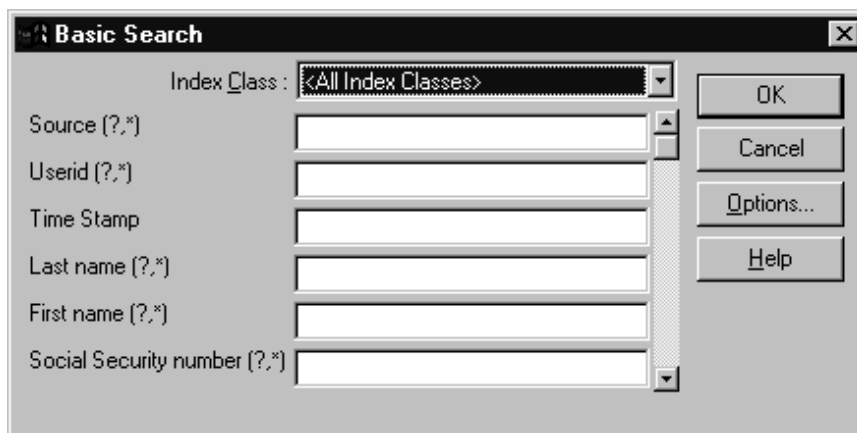 Basic Search
Index Class : <All Index Classes>
OK
Source (?,*)
Cancel
Userid (?,*)
Options...
Time Stamp
Help
Last name (?,*)
First name (?,*)
Social Security number (?,*)